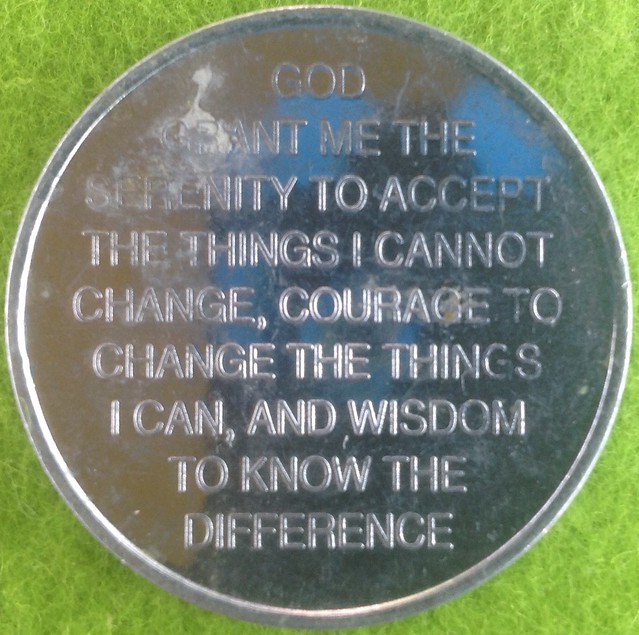 GOD
GRANT ME THE
SERENITY TO ACCEPT
THE THINGS I CANNOT
CHANGE, COURAGE TO
CHANGE THE THINGS
I CAN, AND WISDOM
TO KNOW THE
DIFFERENCE